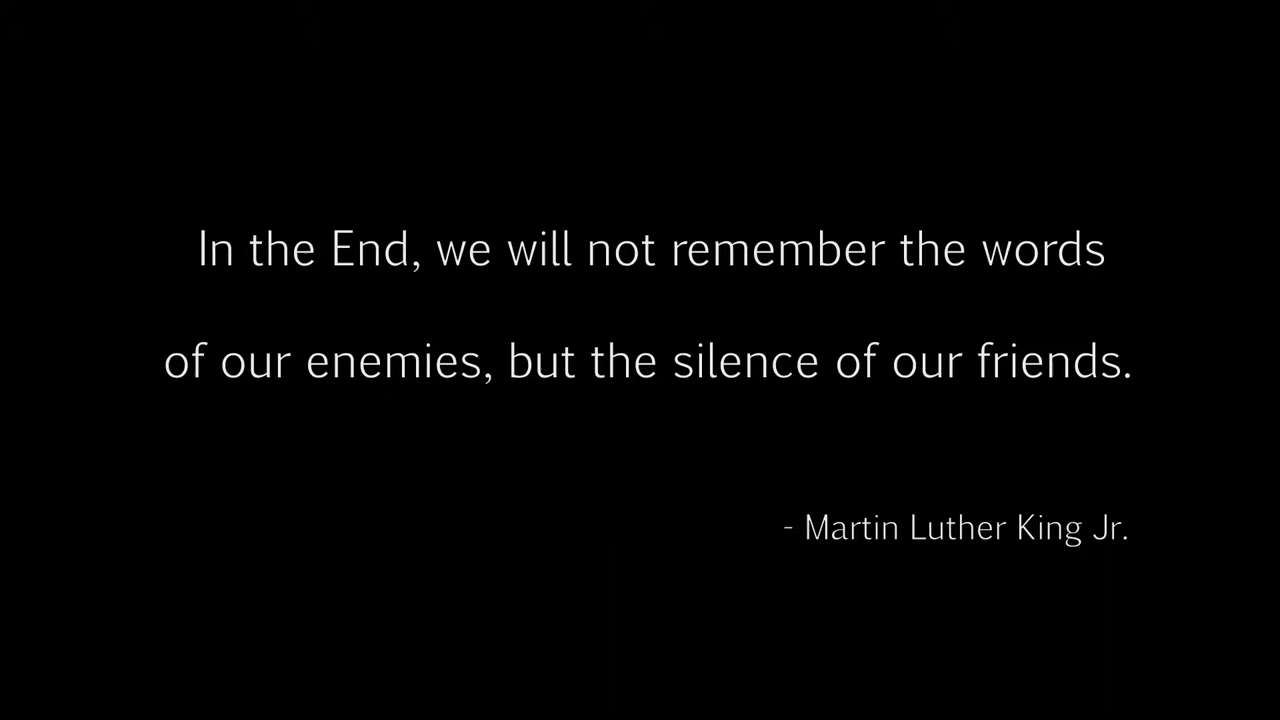 In the End, we will not remember the words
of our enemies, but the silence of our friends.
- Martin Luther King Jr.